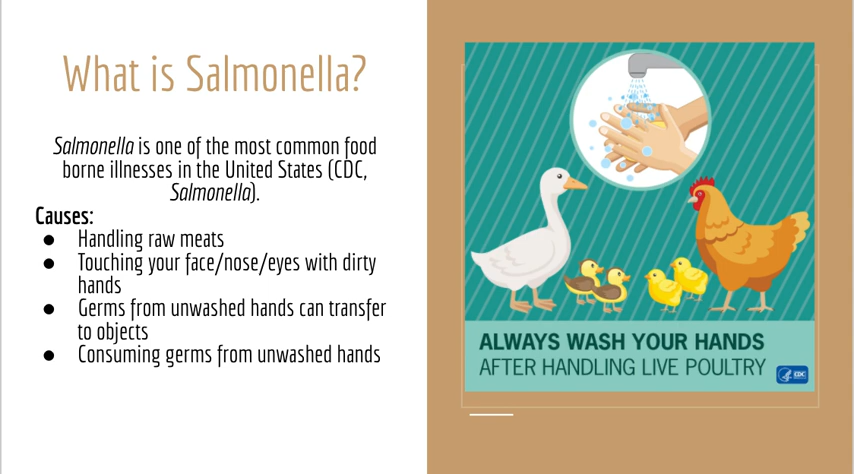 What is Salmonella?
Salmonella is one of the most common food
borne illnesses in the United States (CDC,
Salmonella).
Causes:
● Handling raw meats
● Touching your face/nose/eyes with dirty
hands
● Germs from unwashed hands can transfer
to objects
● Consuming germs from unwashed hands
ALWAYS WASH YOUR HANDS
AFTER HANDLING LIVE POULTRY
CDC